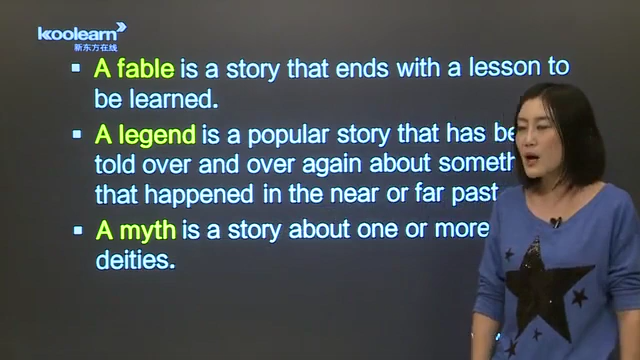 koolearn
新东方在线
A fable is a story that ends with a lesson to
be learned.
A legend is a popular story that has be
told over and over again about someth
that happened in the near or far past
A myth is a story about one or more
deities.